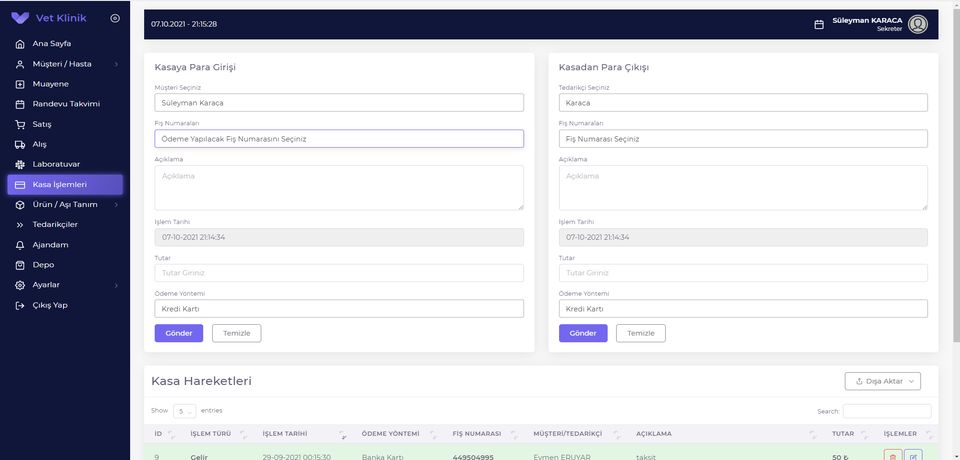 Vet Klinik
Ana Sayfa
Müşteri / Hasta
Muayene
Randevu Takvimi
Satış
Alış
Laboratuvar
Kasa İşlemleri
Ürün / Aşı Tanım
Tedarikçiler
Ajandam
Depo
Ayarlar
Çıkış Yap
07.10.2021 - 21:15:28
Süleyman KARACA
Sekreter
Kasaya Para Girişi
Müşteri Seçiniz
Süleyman Karaca
Fiş Numaraları
Ödeme Yapılacak Fiş Numarasını Seçiniz
Açıklama
Açıklama
İşlem Tarihi
07-10-2021 21:14:34
Tutar
Tutar Giriniz
Ödeme Yöntemi
Kredi Kartı
Gönder Temizle
Kasadan Para Çıkışı
Tedarikçi Seçiniz
Karaca
Fiş Numaraları
Fiş Numarası Seçiniz
Açıklama
Açıklama
İşlem Tarihi
07-10-2021 21:14:34
Tutar
Tutar Giriniz
Ödeme Yöntemi
Kredi Kartı
Gönder Temizle
Kasa Hareketleri
Dışa Aktar
Show 5 entries
Search:
İD İŞLEM TÜRÜ İŞLEM TARİHİ ÖDEME YÖNTEMİ FİŞ NUMARASI MÜŞTERİ/TEDARİKÇİ AÇIKLAMA TUTAR İŞLEMLER
9 Gelir 29-09-2021 00:15:30 Banka Kartı 449504995 Eymen ERUYAR taksit 50 ₺